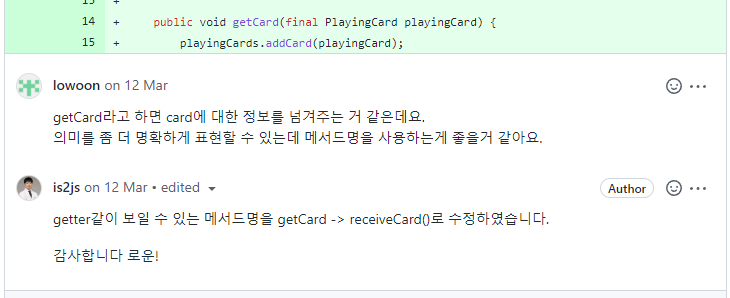 13 +
14 + public void getCard(final PlayingCard playingCard) {
15 + playingCards.addCard(playingCard);
lowoon on 12 Mar
getCard라고 하면 card에 대한 정보를 넘겨주는 거 같은데요.
의미를 좀 더 명확하게 표현할 수 있는데 메서드명을 사용하는게 좋을거 같아요.
is2js on 12 Mar • edited
Author
getter같이 보일 수 있는 메서드명을 getCard -> receiveCard()로 수정하였습니다.
감사합니다 로운!